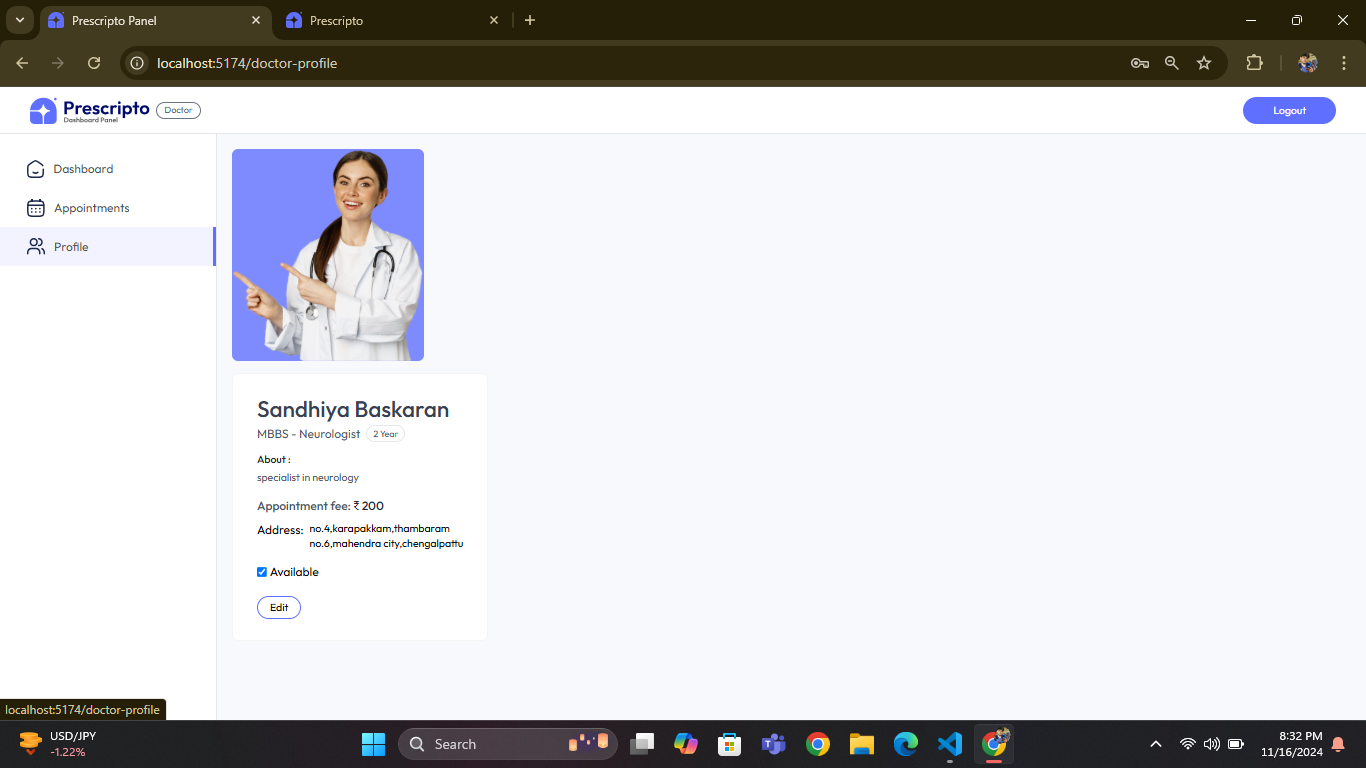 Prescripto Panel
Prescripto
localhost:5174/doctor-profile
Prescripto
Dashboard Panel
Doctor
Logout
Dashboard
Appointments
Profile
Sandhiya Baskaran
MBBS - Neurologist 2 Year
About :
specialist in neurology
Appointment fee: ₹ 200
Address: no.4,karapakkam,thambaram
no.6,mahendra city,chengalpattu
Available
Edit
localhost:5174/doctor-profile
USD/JPY
-1.22%
Search
8:32 PM
11/16/2024